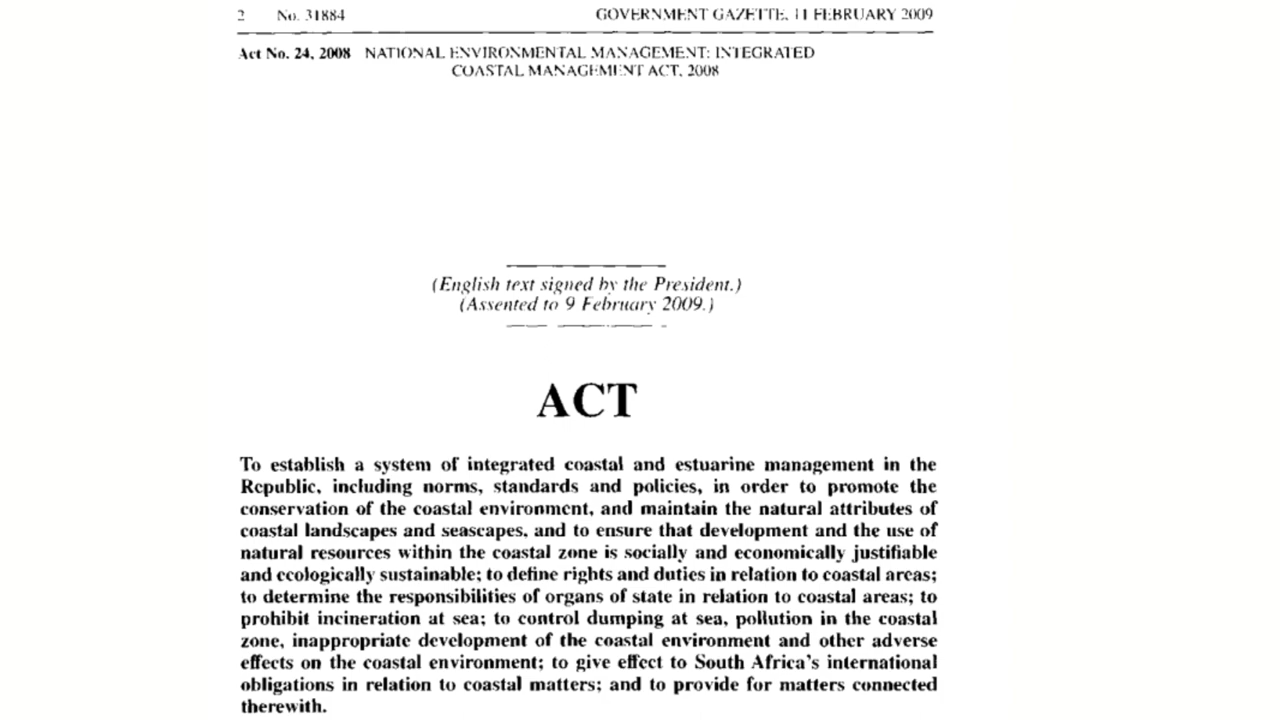 2 No. 31884 GOVERNMENT GAZETTE, 11 FEBRUARY 2009
Act No. 24, 2008 NATIONAL ENVIRONMENTAL MANAGEMENT: INTEGRATED
COASTAL MANAGEMENT ACT, 2008
(English text signed by the President.)
(Assented to 9 February 2009.)
ACT
To establish a system of integrated coastal and estuarine management in the
Republic, including norms, standards and policies, in order to promote the
conservation of the coastal environment, and maintain the natural attributes of
coastal landscapes and seascapes, and to ensure that development and the use of
natural resources within the coastal zone is socially and economically justifiable
and ecologically sustainable; to define rights and duties in relation to coastal areas;
to determine the responsibilities of organs of state in relation to coastal areas; to
prohibit incineration at sea; to control dumping at sea, pollution in the coastal
zone, inappropriate development of the coastal environment and other adverse
effects on the coastal environment; to give effect to South Africa's international
obligations in relation to coastal matters; and to provide for matters connected
therewith.